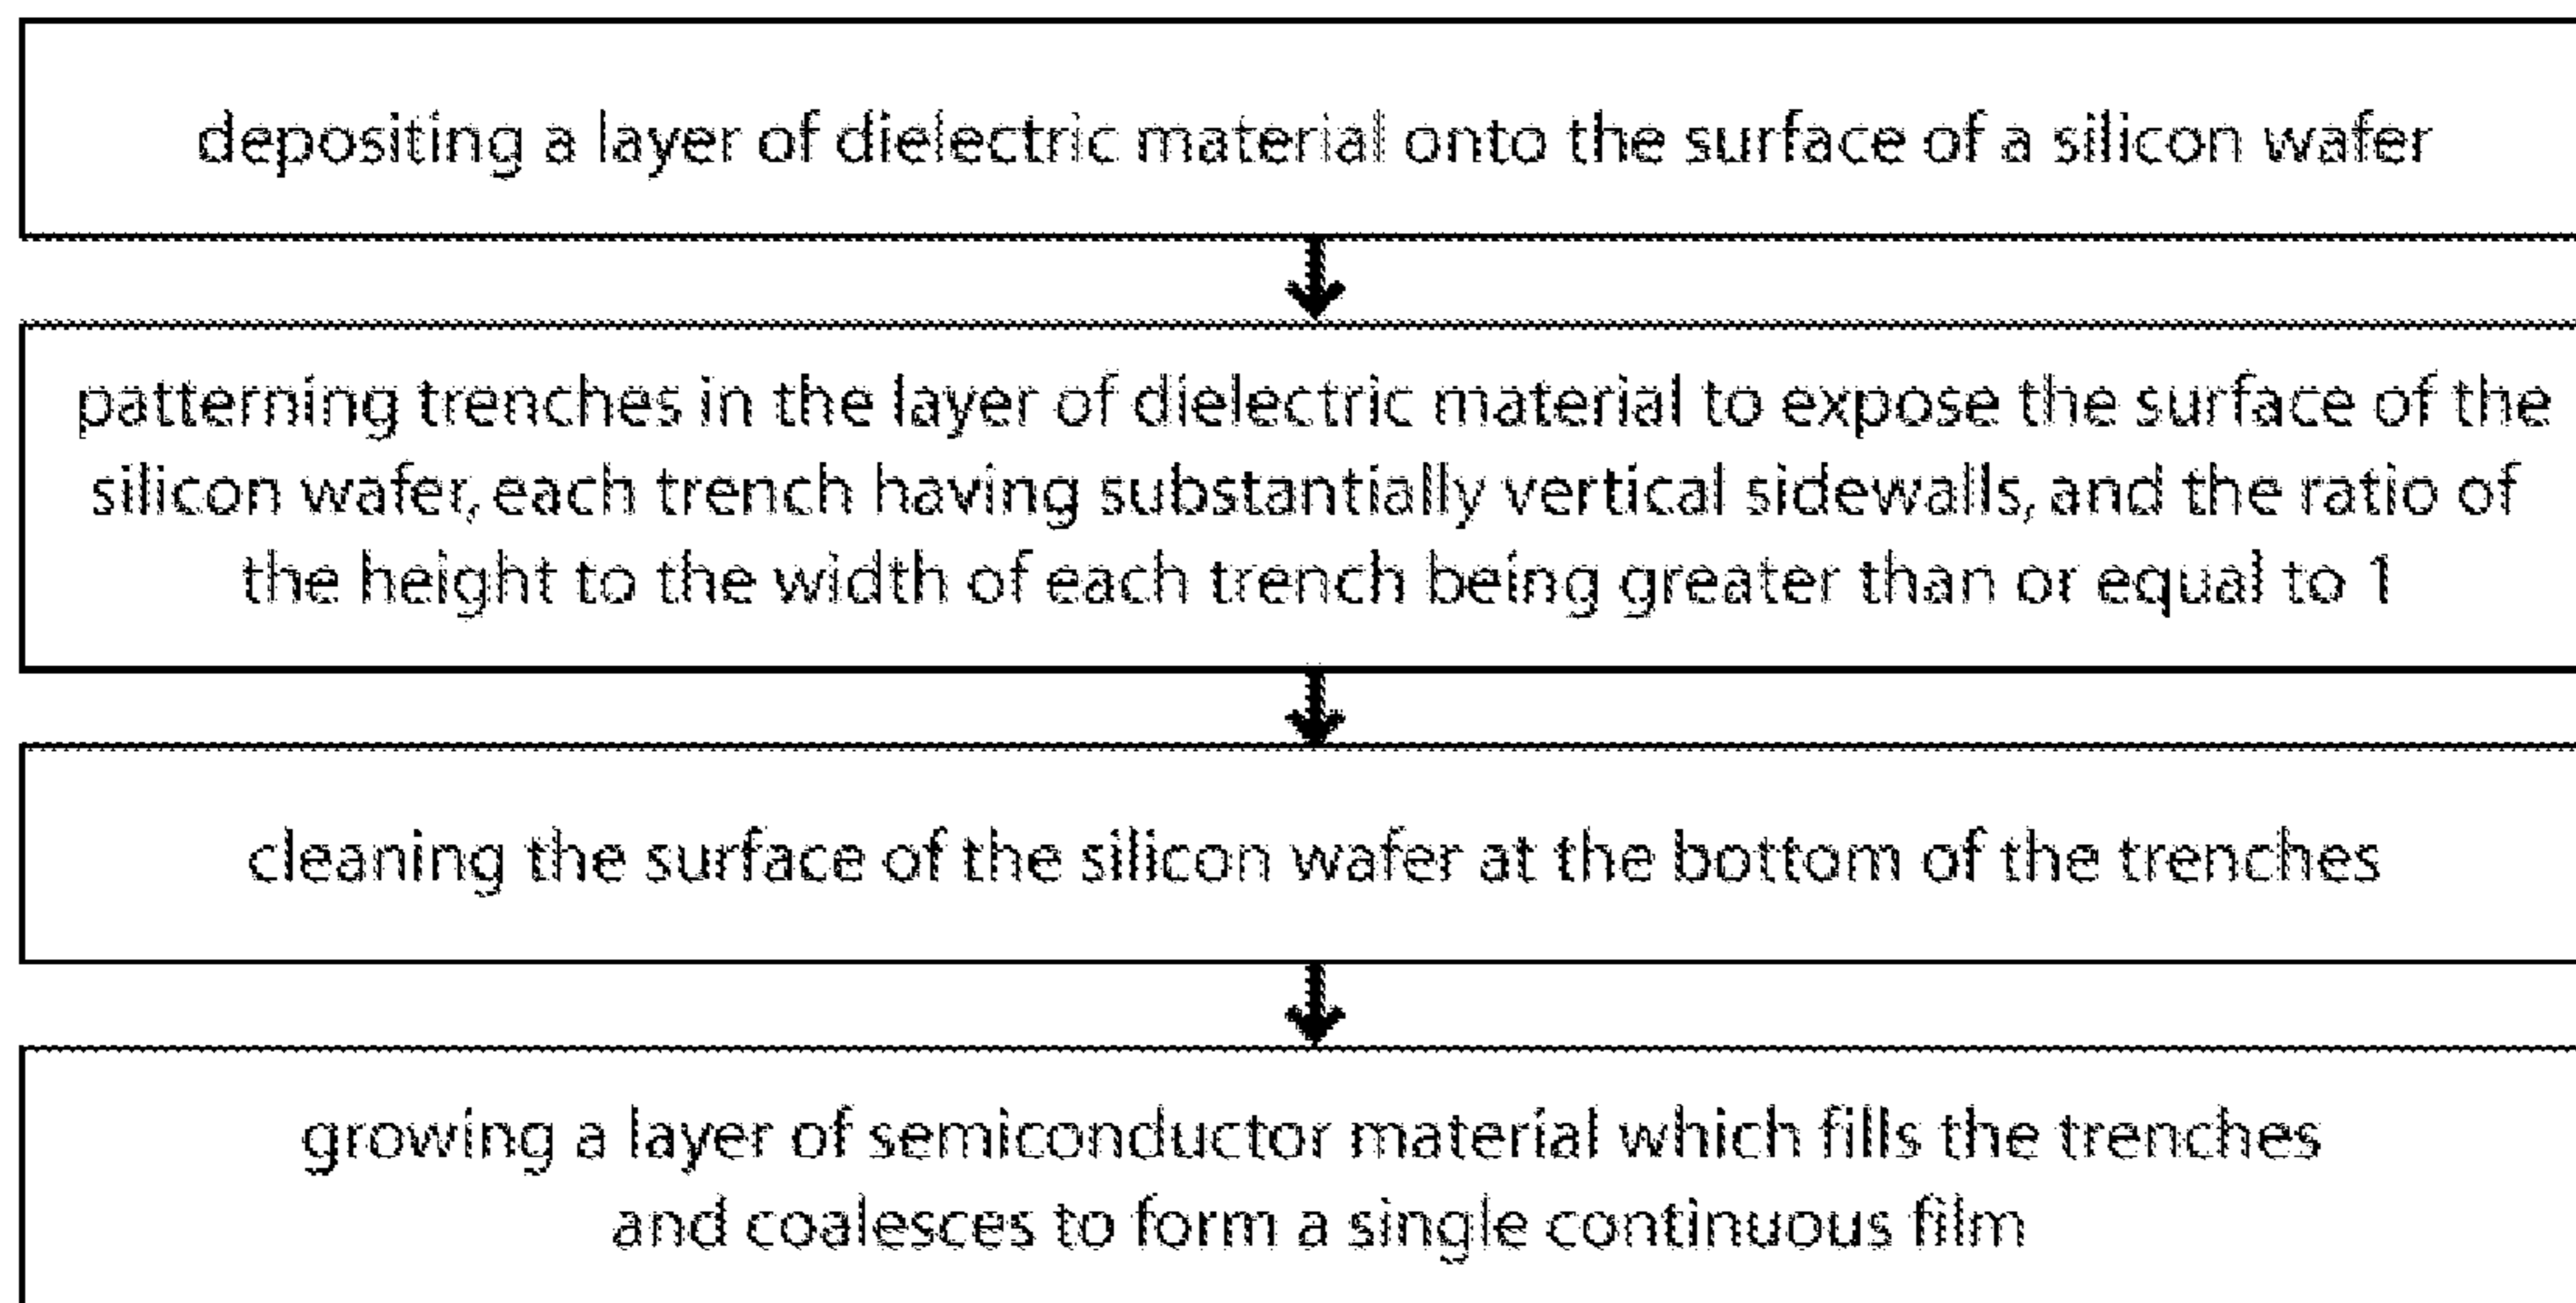 depositing a layer of dielectric material onto the surface of a silicon wafer
patterning trenches in the layer of dielectric material to expose the surface of the
silicon wafer, each trench having substantially vertical sidewalls, and the ratio of
the height to the width of each trench being greater than or equal to 1
cleaning the surface of the silicon wafer at the bottom of the trenches
growing a layer of semiconductor material which fills the trenches
and coalesces to form a single continuous film